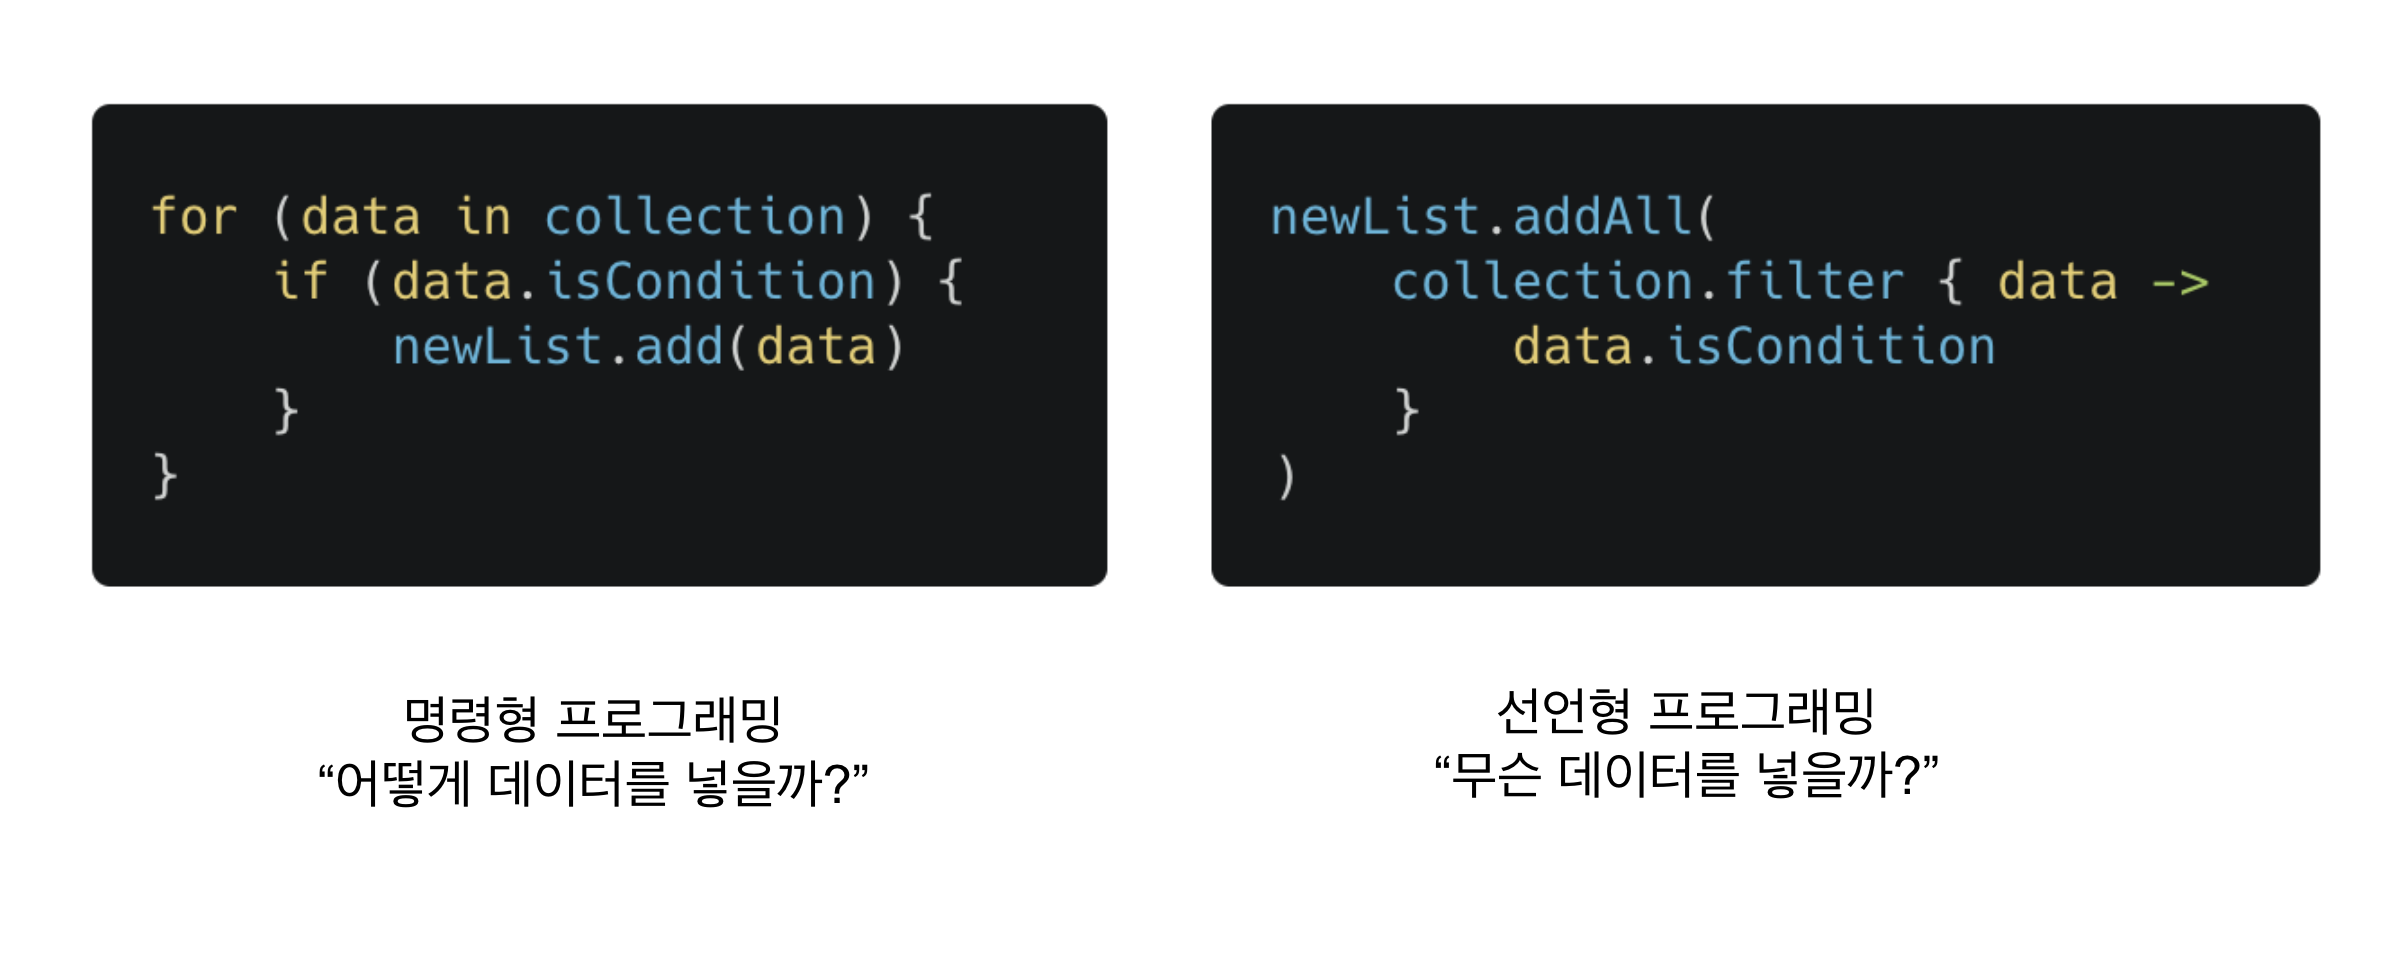 for (data in collection) {
    if (data.isCondition) {
        newList.add(data)
    }
}
명령형 프로그래밍
“어떻게 데이터를 넣을까?”
newList.addAll(
    collection.filter { data ->
        data.isCondition
    }
)
선언형 프로그래밍
“무슨 데이터를 넣을까?”